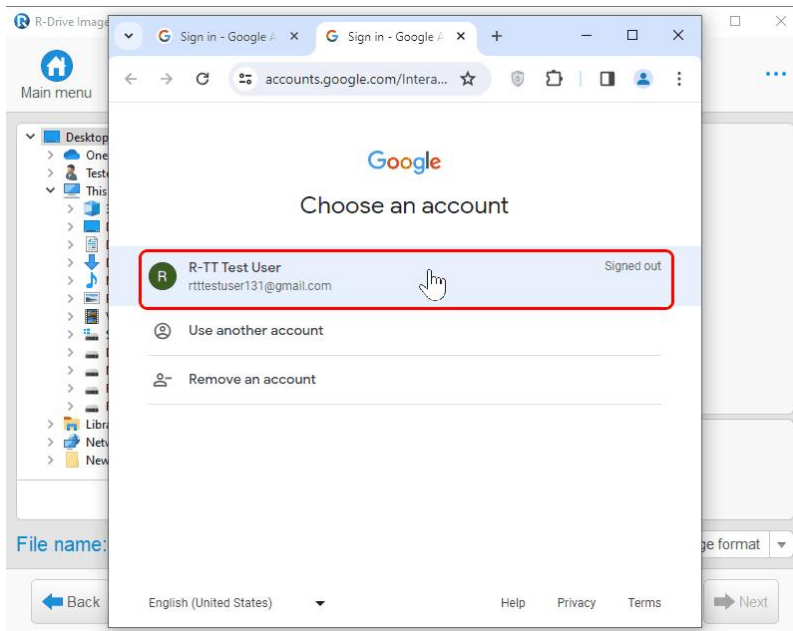 R-Drive Image
Sign in - Google A
Sign in - Google A
Main menu
accounts.google.com/Intera...
Desktop
One
Teste
This
Libra
Netw
New
Google
Choose an account
R
R-TT Test User
Signed out
rtttestuser131@gmail.com
Use another account
Remove an account
File name:
ge format
English (United States)
Help
Privacy
Terms
Back
Next